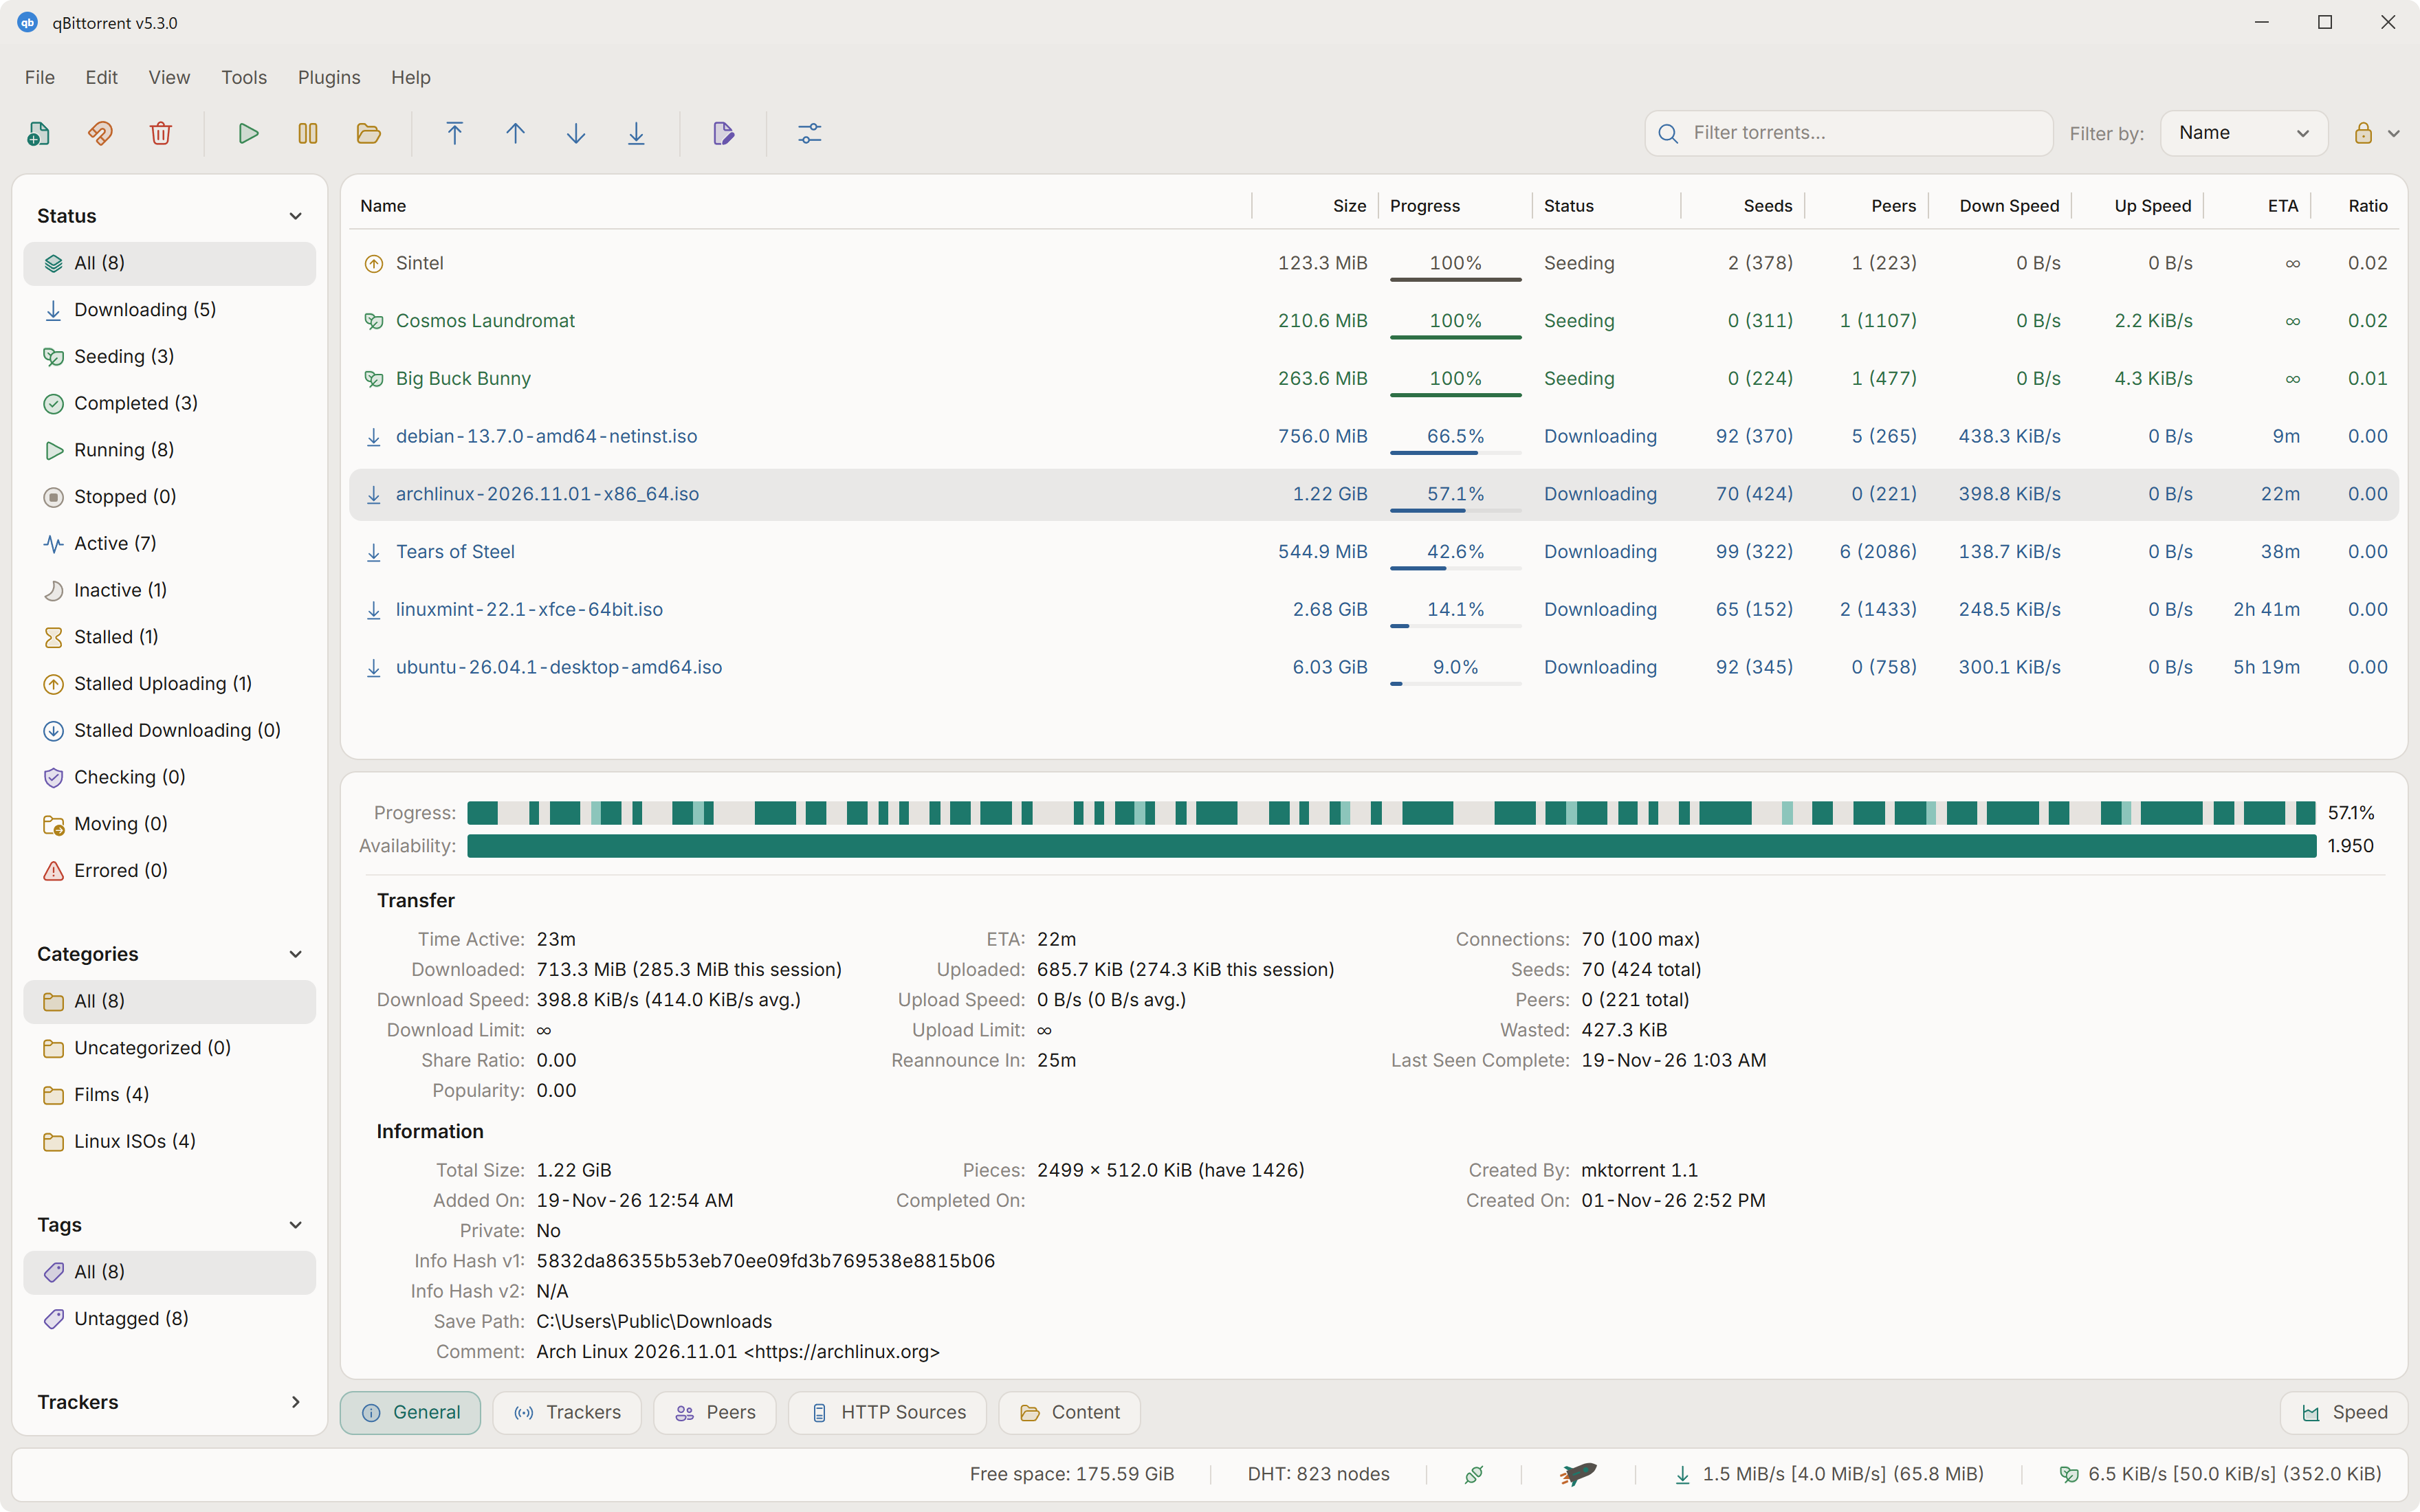 qb qBittorrent v5.3.0
File Edit View Tools Plugins Help
Filter torrents... Filter by: Name
Status
All (8)
Downloading (5)
Seeding (3)
Completed (3)
Running (8)
Stopped (0)
Active (7)
Inactive (1)
Stalled (1)
Stalled Uploading (1)
Stalled Downloading (0)
Checking (0)
Moving (0)
Errored (0)
Categories
All (8)
Uncategorized (0)
Films (4)
Linux ISOs (4)
Tags
All (8)
Untagged (8)
Trackers
Name Size Progress Status Seeds Peers Down Speed Up Speed ETA Ratio
Sintel 123.3 MiB 100% Seeding 2 (378) 1 (223) 0 B/s 0 B/s ∞ 0.02
Cosmos Laundromat 210.6 MiB 100% Seeding 0 (311) 1 (1107) 0 B/s 2.2 KiB/s ∞ 0.02
Big Buck Bunny 263.6 MiB 100% Seeding 0 (224) 1 (477) 0 B/s 4.3 KiB/s ∞ 0.01
debian-13.7.0-amd64-netinst.iso 756.0 MiB 66.5% Downloading 92 (370) 5 (265) 438.3 KiB/s 0 B/s 9m 0.00
archlinux-2026.11.01-x86_64.iso 1.22 GiB 57.1% Downloading 70 (424) 0 (221) 398.8 KiB/s 0 B/s 22m 0.00
Tears of Steel 544.9 MiB 42.6% Downloading 99 (322) 6 (2086) 138.7 KiB/s 0 B/s 38m 0.00
linuxmint-22.1-xfce-64bit.iso 2.68 GiB 14.1% Downloading 65 (152) 2 (1433) 248.5 KiB/s 0 B/s 2h 41m 0.00
ubuntu-26.04.1-desktop-amd64.iso 6.03 GiB 9.0% Downloading 92 (345) 0 (758) 300.1 KiB/s 0 B/s 5h 19m 0.00
Progress: 57.1%
Availability: 1.950
Transfer
Time Active: 23m ETA: 22m Connections: 70 (100 max)
Downloaded: 713.3 MiB (285.3 MiB this session) Uploaded: 685.7 KiB (274.3 KiB this session) Seeds: 70 (424 total)
Download Speed: 398.8 KiB/s (414.0 KiB/s avg.) Upload Speed: 0 B/s (0 B/s avg.) Peers: 0 (221 total)
Download Limit: ∞ Upload Limit: ∞ Wasted: 427.3 KiB
Share Ratio: 0.00 Reannounce In: 25m Last Seen Complete: 19-Nov-26 1:03 AM
Popularity: 0.00
Information
Total Size: 1.22 GiB Pieces: 2499 × 512.0 KiB (have 1426) Created By: mktorrent 1.1
Added On: 19-Nov-26 12:54 AM Completed On: Created On: 01-Nov-26 2:52 PM
Private: No
Info Hash v1: 5832da86355b53eb70ee09fd3b769538e8815b06
Info Hash v2: N/A
Save Path: C:\Users\Public\Downloads
Comment: Arch Linux 2026.11.01 <https://archlinux.org>
General Trackers Peers HTTP Sources Content Speed
Free space: 175.59 GiB DHT: 823 nodes 1.5 MiB/s [4.0 MiB/s] (65.8 MiB) 6.5 KiB/s [50.0 KiB/s] (352.0 KiB)